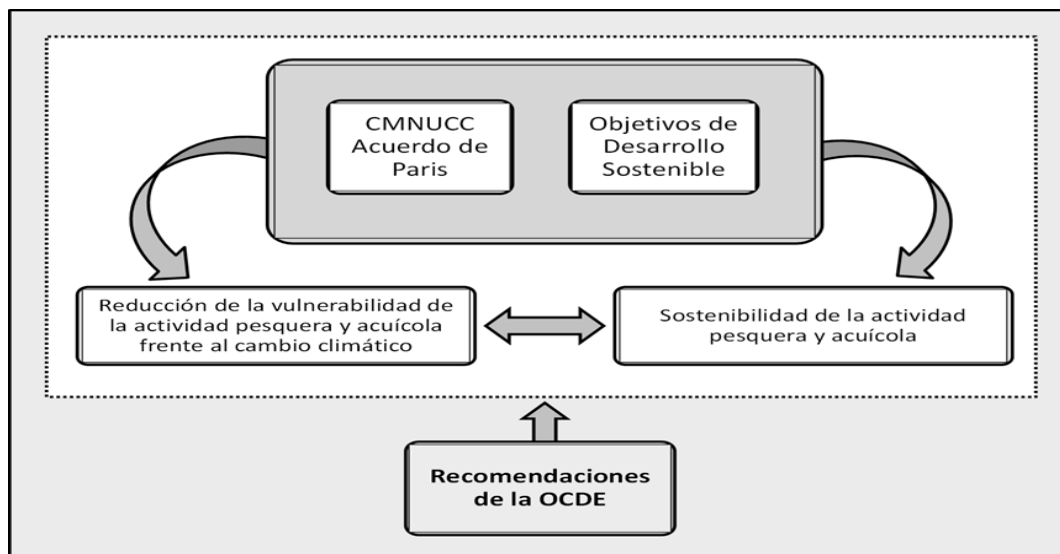 CMNUCC
Acuerdo de
Paris
Objetivos de
Desarrollo
Sostenible
Reducción de la vulnerabilidad de
la actividad pesquera y acuícola
frente al cambio climático
Sostenibilidad de la actividad
pesquera y acuícola
Recomendaciones
de la OCDE